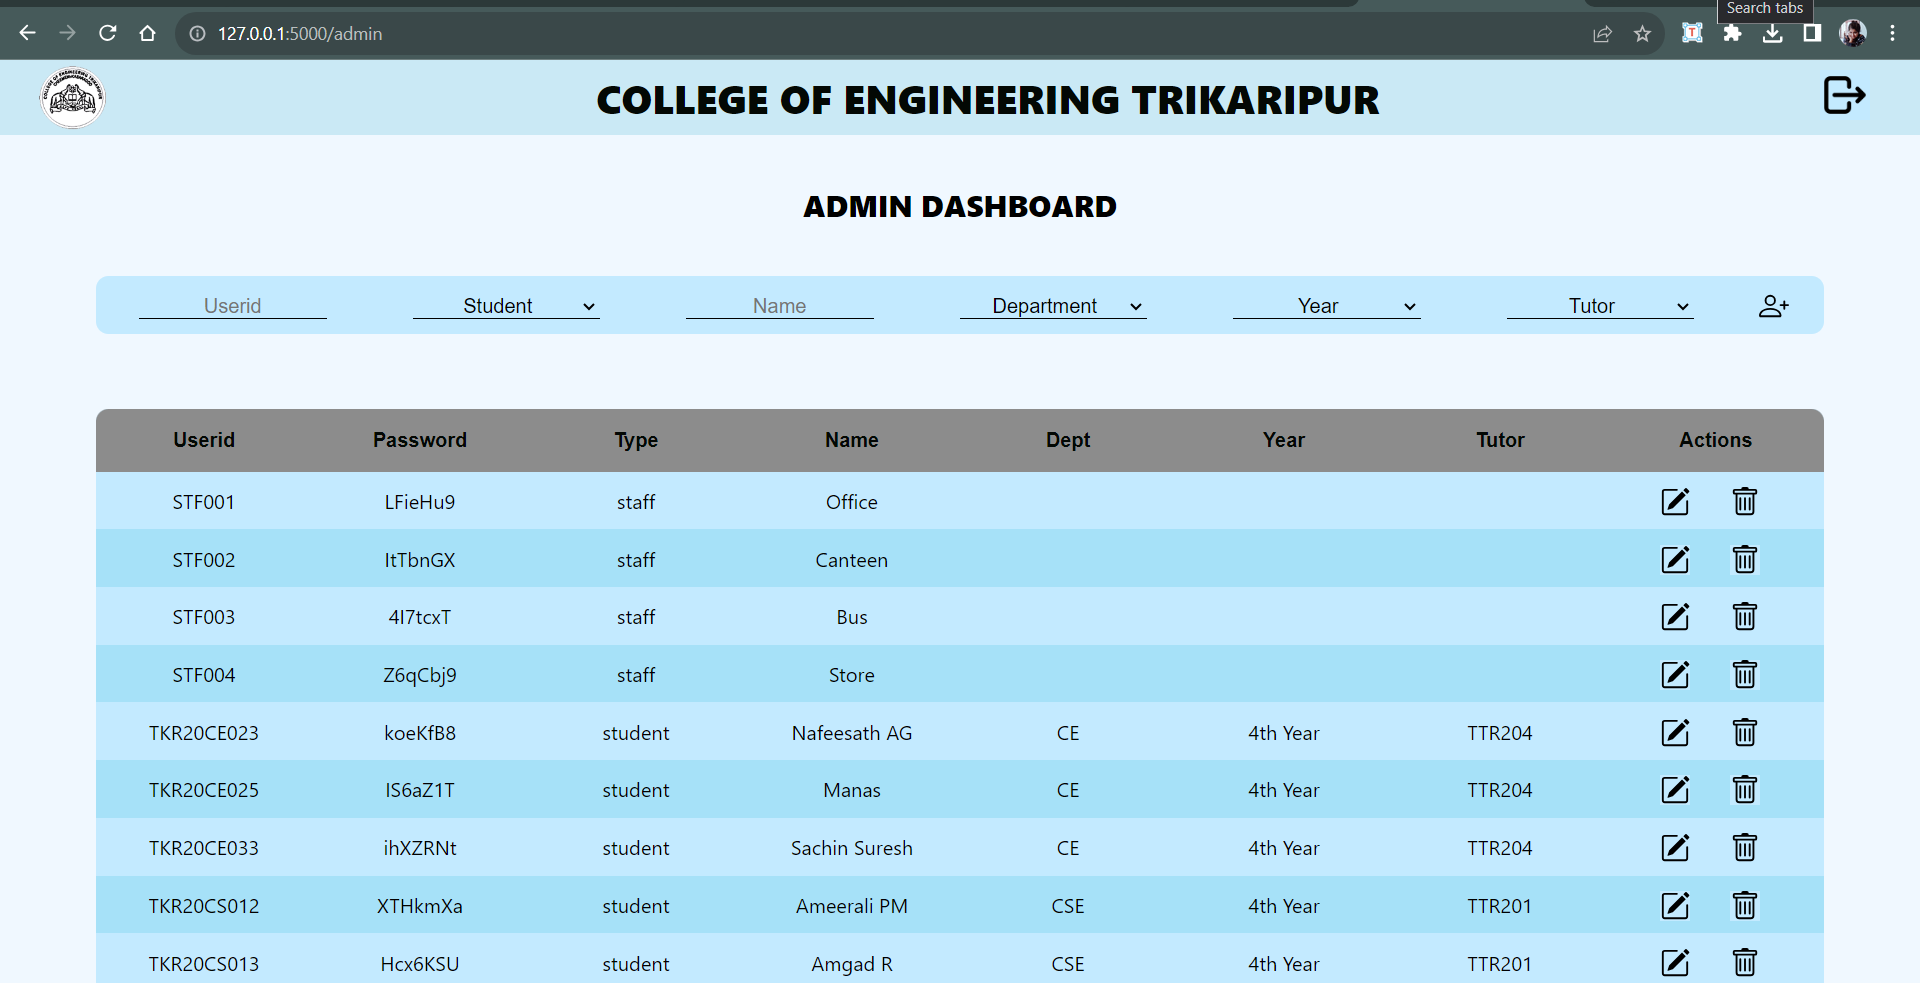 Search tabs
127.0.0.1:5000/admin
COLLEGE OF ENGINEERING TRIKARIPUR
ADMIN DASHBOARD
Userid Student Name Department Year Tutor
Userid Password Type Name Dept Year Tutor Actions
STF001 LFieHu9 staff Office
STF002 ItTbnGX staff Canteen
STF003 4I7tcxT staff Bus
STF004 Z6qCbj9 staff Store
TKR20CE023 koeKfB8 student Nafeesath AG CE 4th Year TTR204
TKR20CE025 IS6aZ1T student Manas CE 4th Year TTR204
TKR20CE033 ihXZRNt student Sachin Suresh CE 4th Year TTR204
TKR20CS012 XTHkmXa student Ameerali PM CSE 4th Year TTR201
TKR20CS013 Hcx6KSU student Amgad R CSE 4th Year TTR201